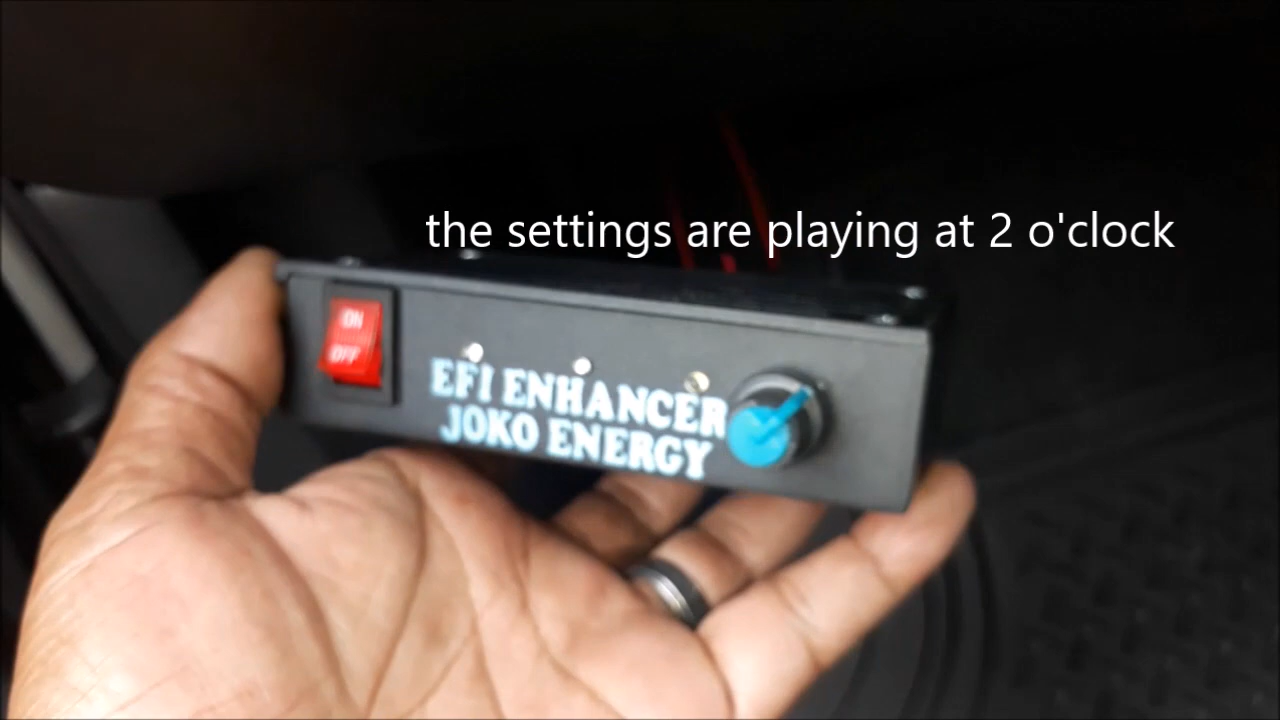 the settings are playing at 2 o'clock
ON
OFF
EFI ENHANCER
JOKO ENERGY